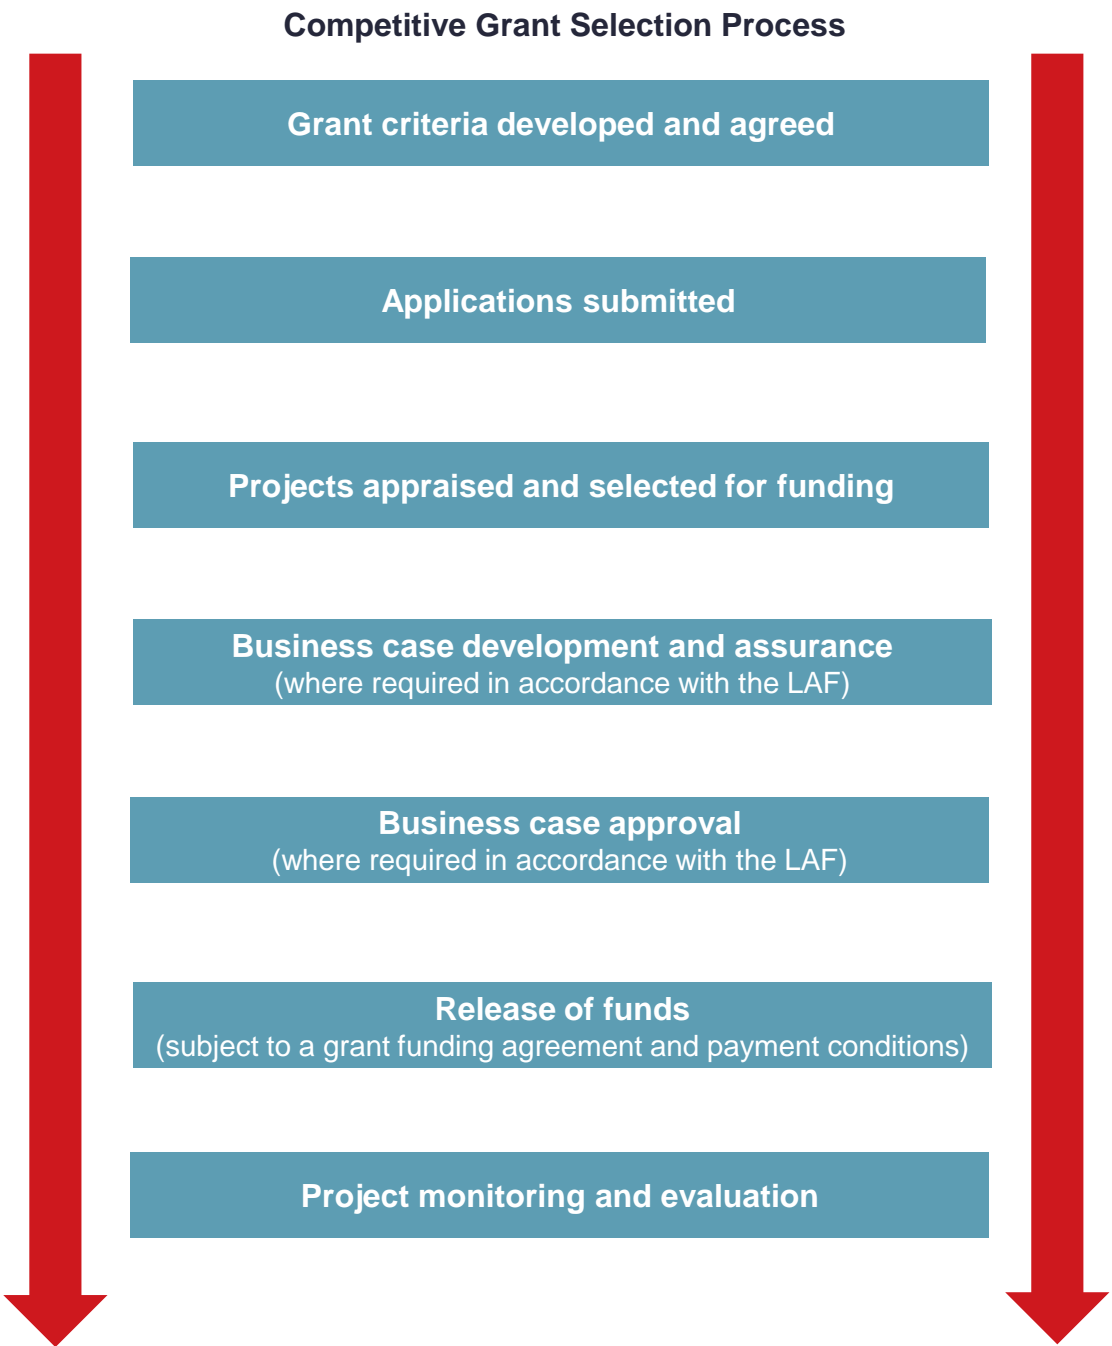 Competitive Grant Selection Process
Grant criteria developed and agreed
Applications submitted
Projects appraised and selected for funding
Business case development and assurance
(where required in accordance with the LAF)
Business case approval
(where required in accordance with the LAF)
Release of funds
(subject to a grant funding agreement and payment conditions)
Project monitoring and evaluation